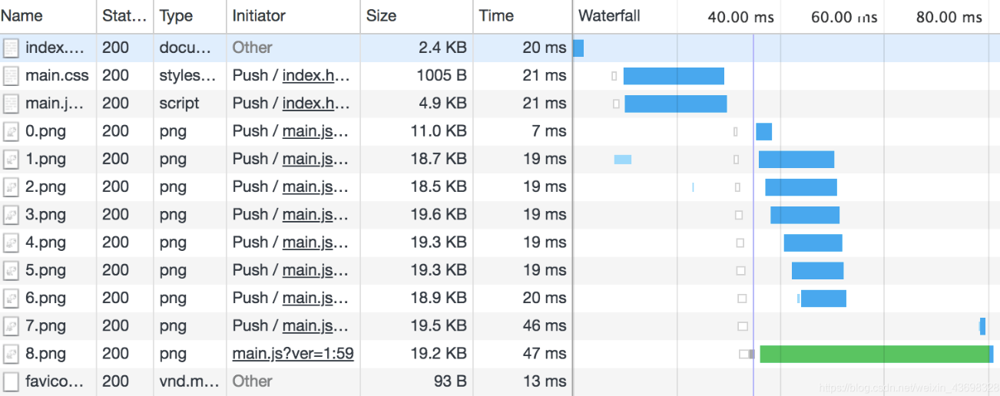 Name Stat… Type Initiator Size Time Waterfall 40.00 ms 60.00 ms 80.00 ms
index.… 200 docu… Other 2.4 KB 20 ms
main.css 200 styles… Push / index.h… 1005 B 21 ms
main.j… 200 script Push / index.h… 4.9 KB 21 ms
0.png 200 png Push / main.js… 11.0 KB 7 ms
1.png 200 png Push / main.js… 18.7 KB 19 ms
2.png 200 png Push / main.js… 18.5 KB 19 ms
3.png 200 png Push / main.js… 19.6 KB 19 ms
4.png 200 png Push / main.js… 19.3 KB 19 ms
5.png 200 png Push / main.js… 19.3 KB 19 ms
6.png 200 png Push / main.js… 18.9 KB 20 ms
7.png 200 png Push / main.js… 19.5 KB 46 ms
8.png 200 png main.js?ver=1:59 19.2 KB 47 ms
favico… 200 vnd.m… Other 93 B 13 ms
https://blog.csdn.net/weixin_43698328